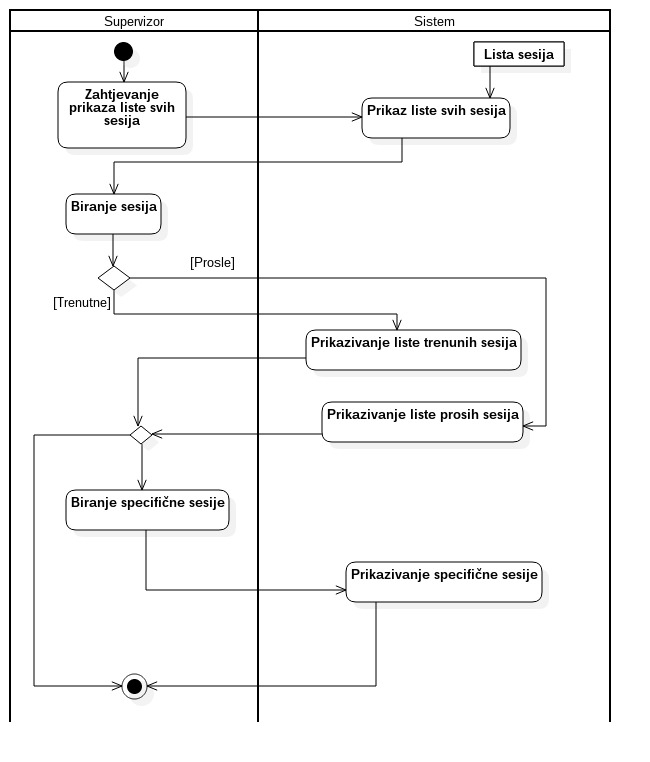 Supervizor
Sistem
Lista sesija
Zahtjevanje
prikaza liste svih
sesija
Prikaz liste svih sesija
Biranje sesija
[Prosle]
[Trenutne]
Prikazivanje liste trenunih sesija
Prikazivanje liste prosih sesija
Biranje specifične sesije
Prikazivanje specifične sesije